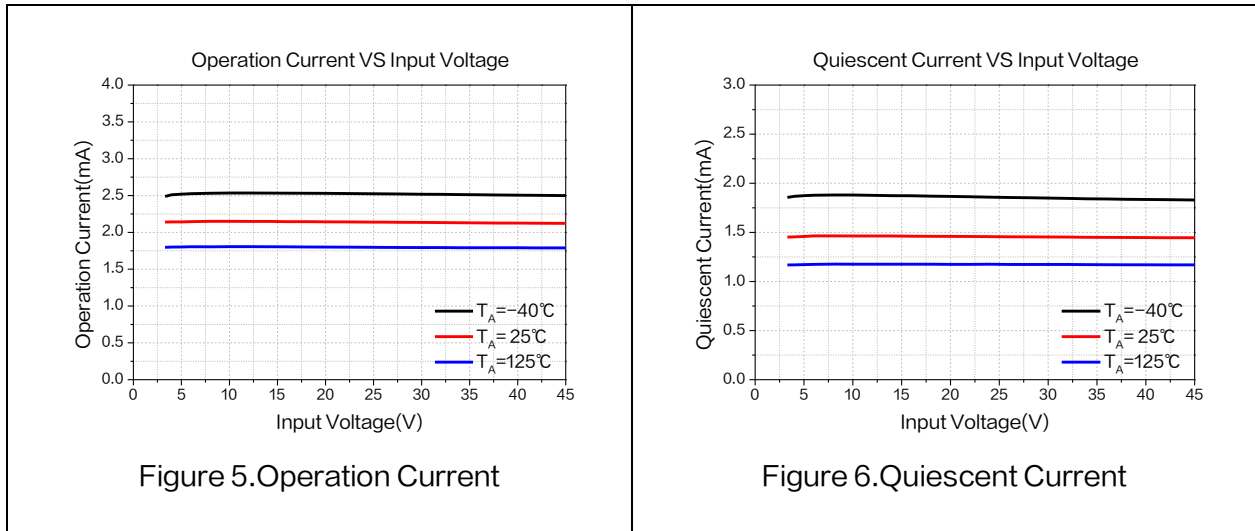 Operation Current VS Input Voltage
4.0
3.5
3.0
2.5
2.0
1.5
1.0
0.5
0.0
Operation Current(mA)
T_A=−40℃
T_A= 25℃
T_A=125℃
0 5 10 15 20 25 30 35 40 45
Input Voltage(V)
Figure 5.Operation Current
Quiescent Current VS Input Voltage
3.0
2.5
2.0
1.5
1.0
0.5
0.0
Quiescent Current(mA)
T_A=−40℃
T_A= 25℃
T_A=125℃
0 5 10 15 20 25 30 35 40 45
Input Voltage(V)
Figure 6.Quiescent Current